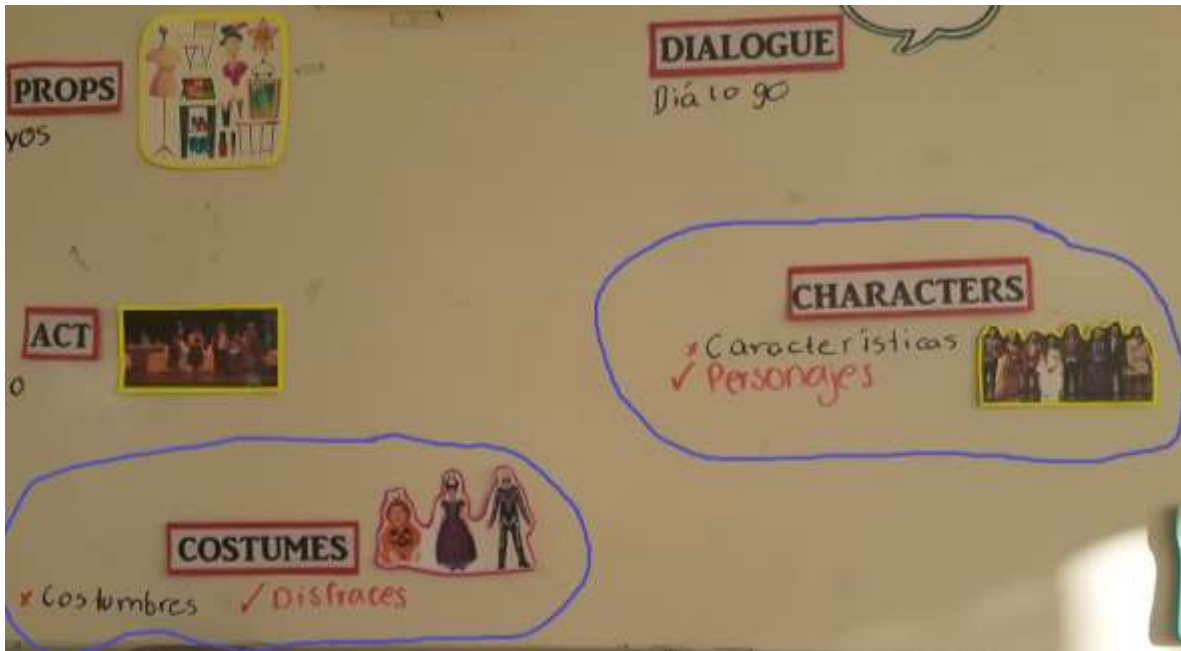 PROPS
yos
DIALOGUE
Diálogo
ACT
o
CHARACTERS
x Características
✓ Personajes
COSTUMES
x Costumbres ✓ Disfraces